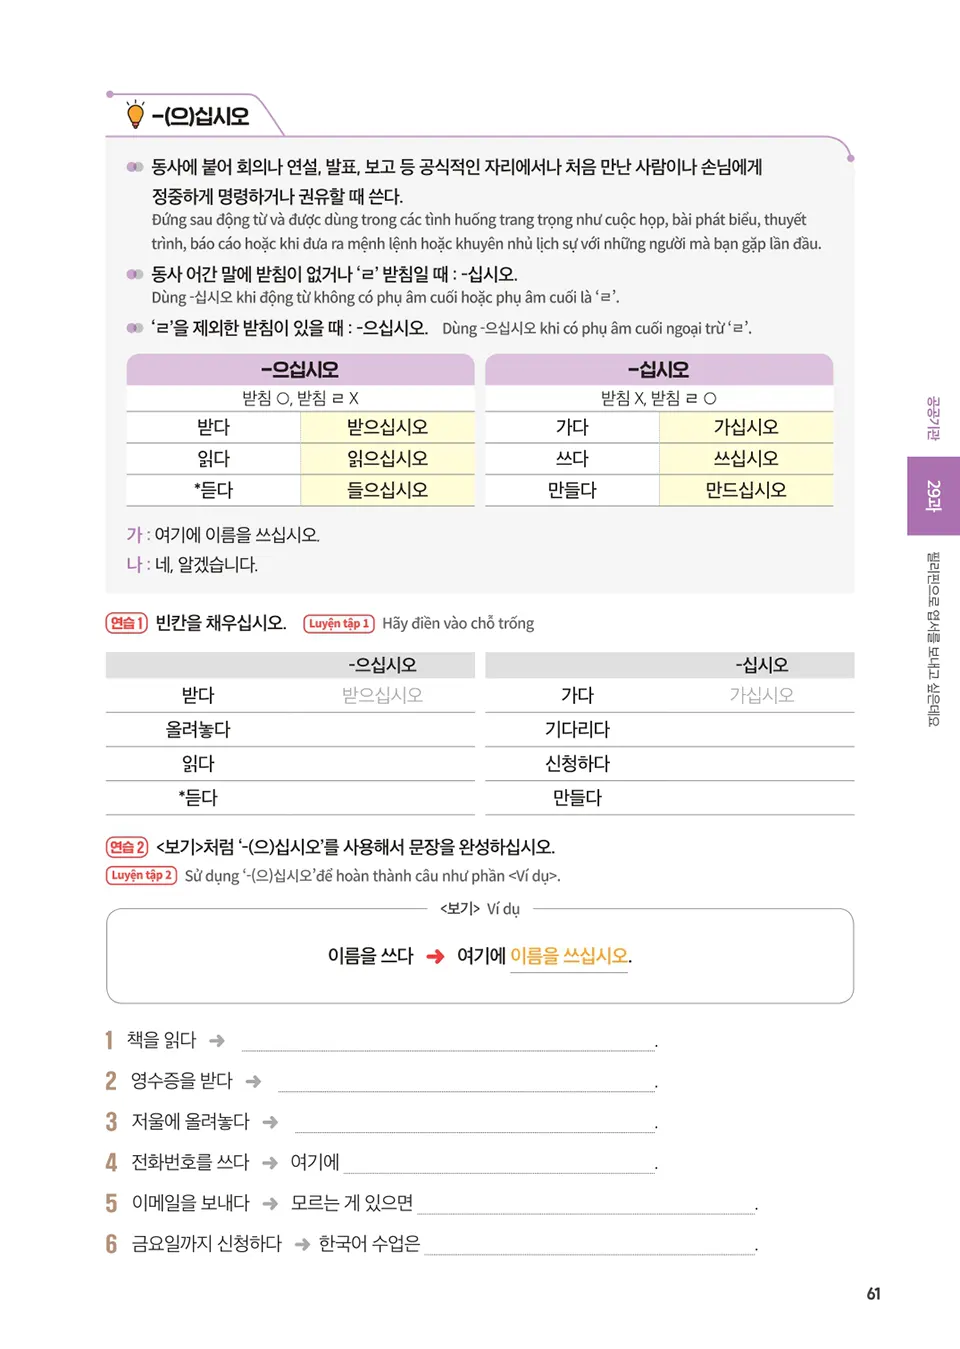 -(으)십시오
동사에 붙어 회의나 연설, 발표, 보고 등 공식적인 자리에서나 처음 만난 사람이나 손님에게
정중하게 명령하거나 권유할 때 쓴다.
Đứng sau động từ và được dùng trong các tình huống trang trọng như cuộc họp, bài phát biểu, thuyết
trình, báo cáo hoặc khi đưa ra mệnh lệnh hoặc khuyên nhủ lịch sự với những người mà bạn gặp lần đầu.
동사 어간 말에 받침이 없거나 ‘ㄹ’ 받침일 때 : -십시오.
Dùng -십시오 khi động từ không có phụ âm cuối hoặc phụ âm cuối là ‘ㄹ’.
‘ㄹ’을 제외한 받침이 있을 때 : -으십시오. Dùng -으십시오 khi có phụ âm cuối ngoại trừ ‘ㄹ’.
-으십시오 -십시오
받침 O, 받침 ㄹ X 받침 X, 받침 ㄹ O
받다 받으십시오 가다 가십시오
읽다 읽으십시오 쓰다 쓰십시오
*듣다 들으십시오 만들다 만드십시오
가 : 여기에 이름을 쓰십시오.
나 : 네, 알겠습니다.
연습 1 빈칸을 채우십시오. Luyện tập 1 Hãy điền vào chỗ trống
-으십시오 -십시오
받다 받으십시오 가다 가십시오
올려놓다 기다리다
읽다 신청하다
*듣다 만들다
연습 2 <보기>처럼 ‘-(으)십시오’를 사용해서 문장을 완성하십시오.
Luyện tập 2 Sử dụng ‘-(으)십시오’để hoàn thành câu như phần <Ví dụ>.
<보기> Ví dụ
이름을 쓰다 ➜ 여기에 이름을 쓰십시오.
1 책을 읽다 ➜ .
2 영수증을 받다 ➜ .
3 저울에 올려놓다 ➜ .
4 전화번호를 쓰다 ➜ 여기에 .
5 이메일을 보내다 ➜ 모르는 게 있으면 .
6 금요일까지 신청하다 ➜ 한국어 수업은 .
공공기관
29과
필리핀으로 엽서를 보내고 싶은데요
61